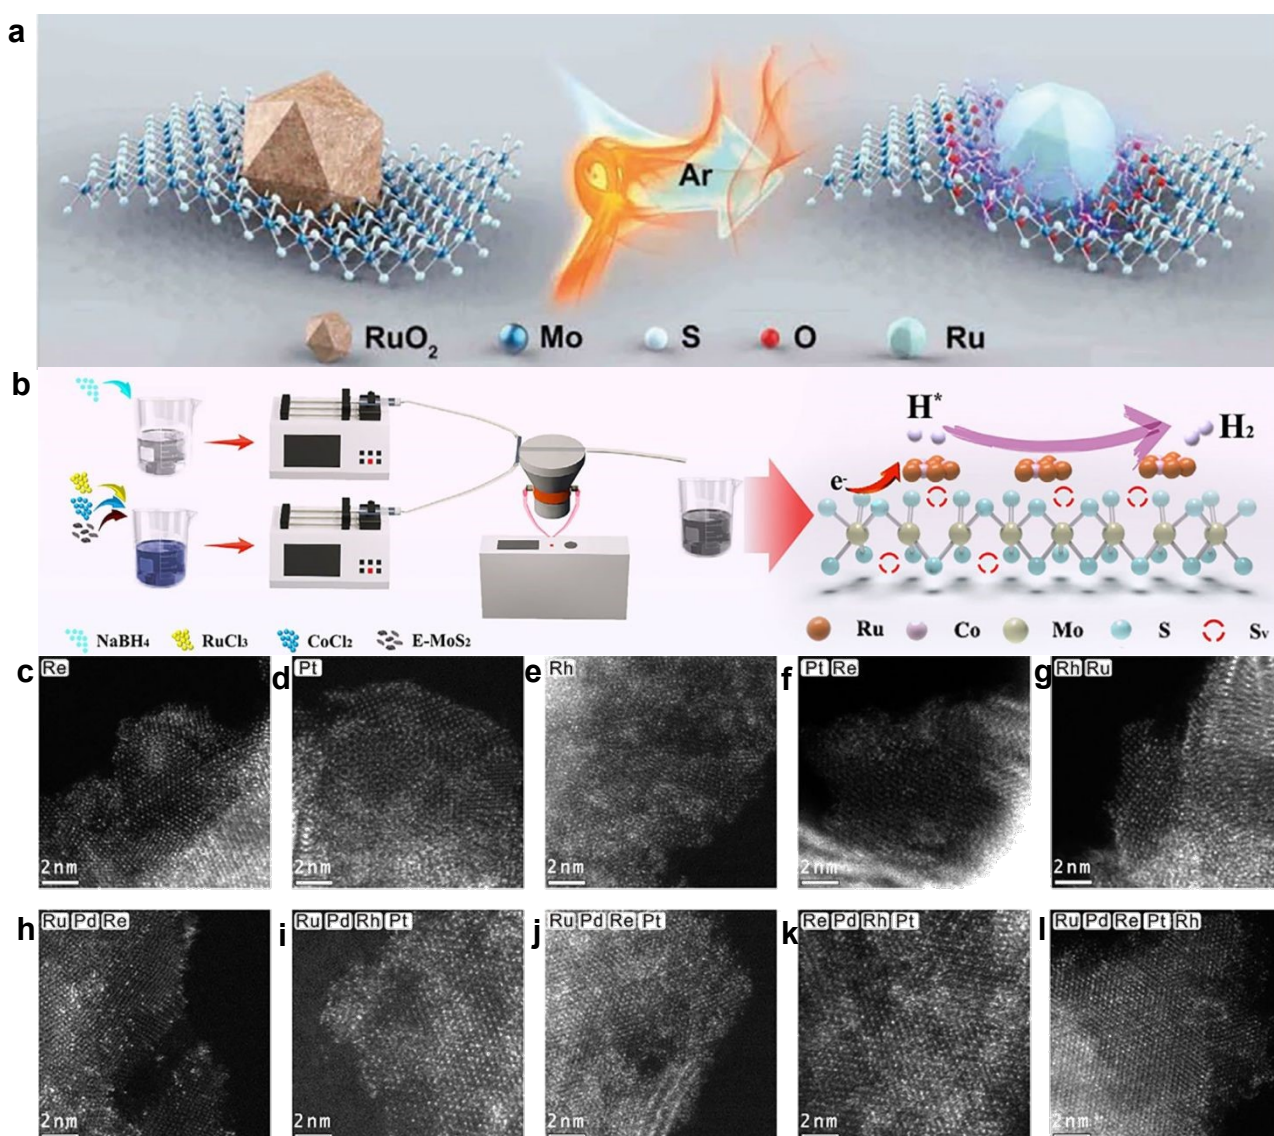 a
Ar
RuO₂ Mo S O Ru
b
H* H₂
e⁻
NaBH₄ RuCl₃ CoCl₂ E-MoS₂ Ru Co Mo S Sᵥ
c Re
d Pt
e Rh
f Pt Re
g Rh Ru
2nm 2nm 2nm 2nm 2nm
h Ru Pd Re
i Ru Pd Rh Pt
j Ru Pd Re Pt
k Re Pd Rh Pt
l Ru Pd Re Pt Rh
2nm 2nm 2nm 2nm 2nm